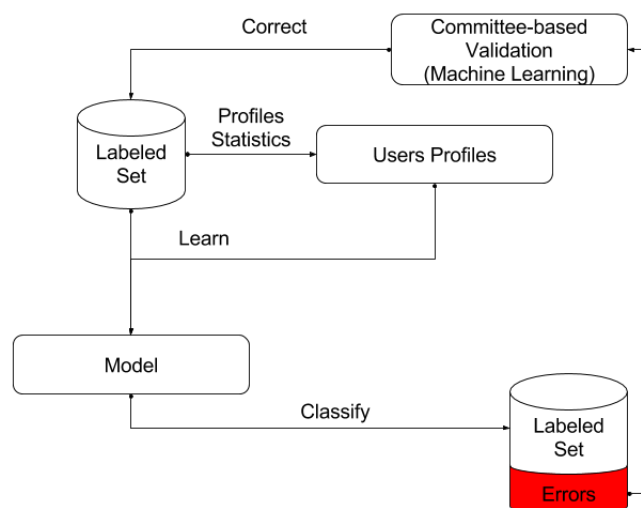 Correct
Committee-based
Validation
(Machine Learning)
Labeled
Set
Profiles
Statistics
Users Profiles
Learn
Model
Classify
Labeled
Set
Errors